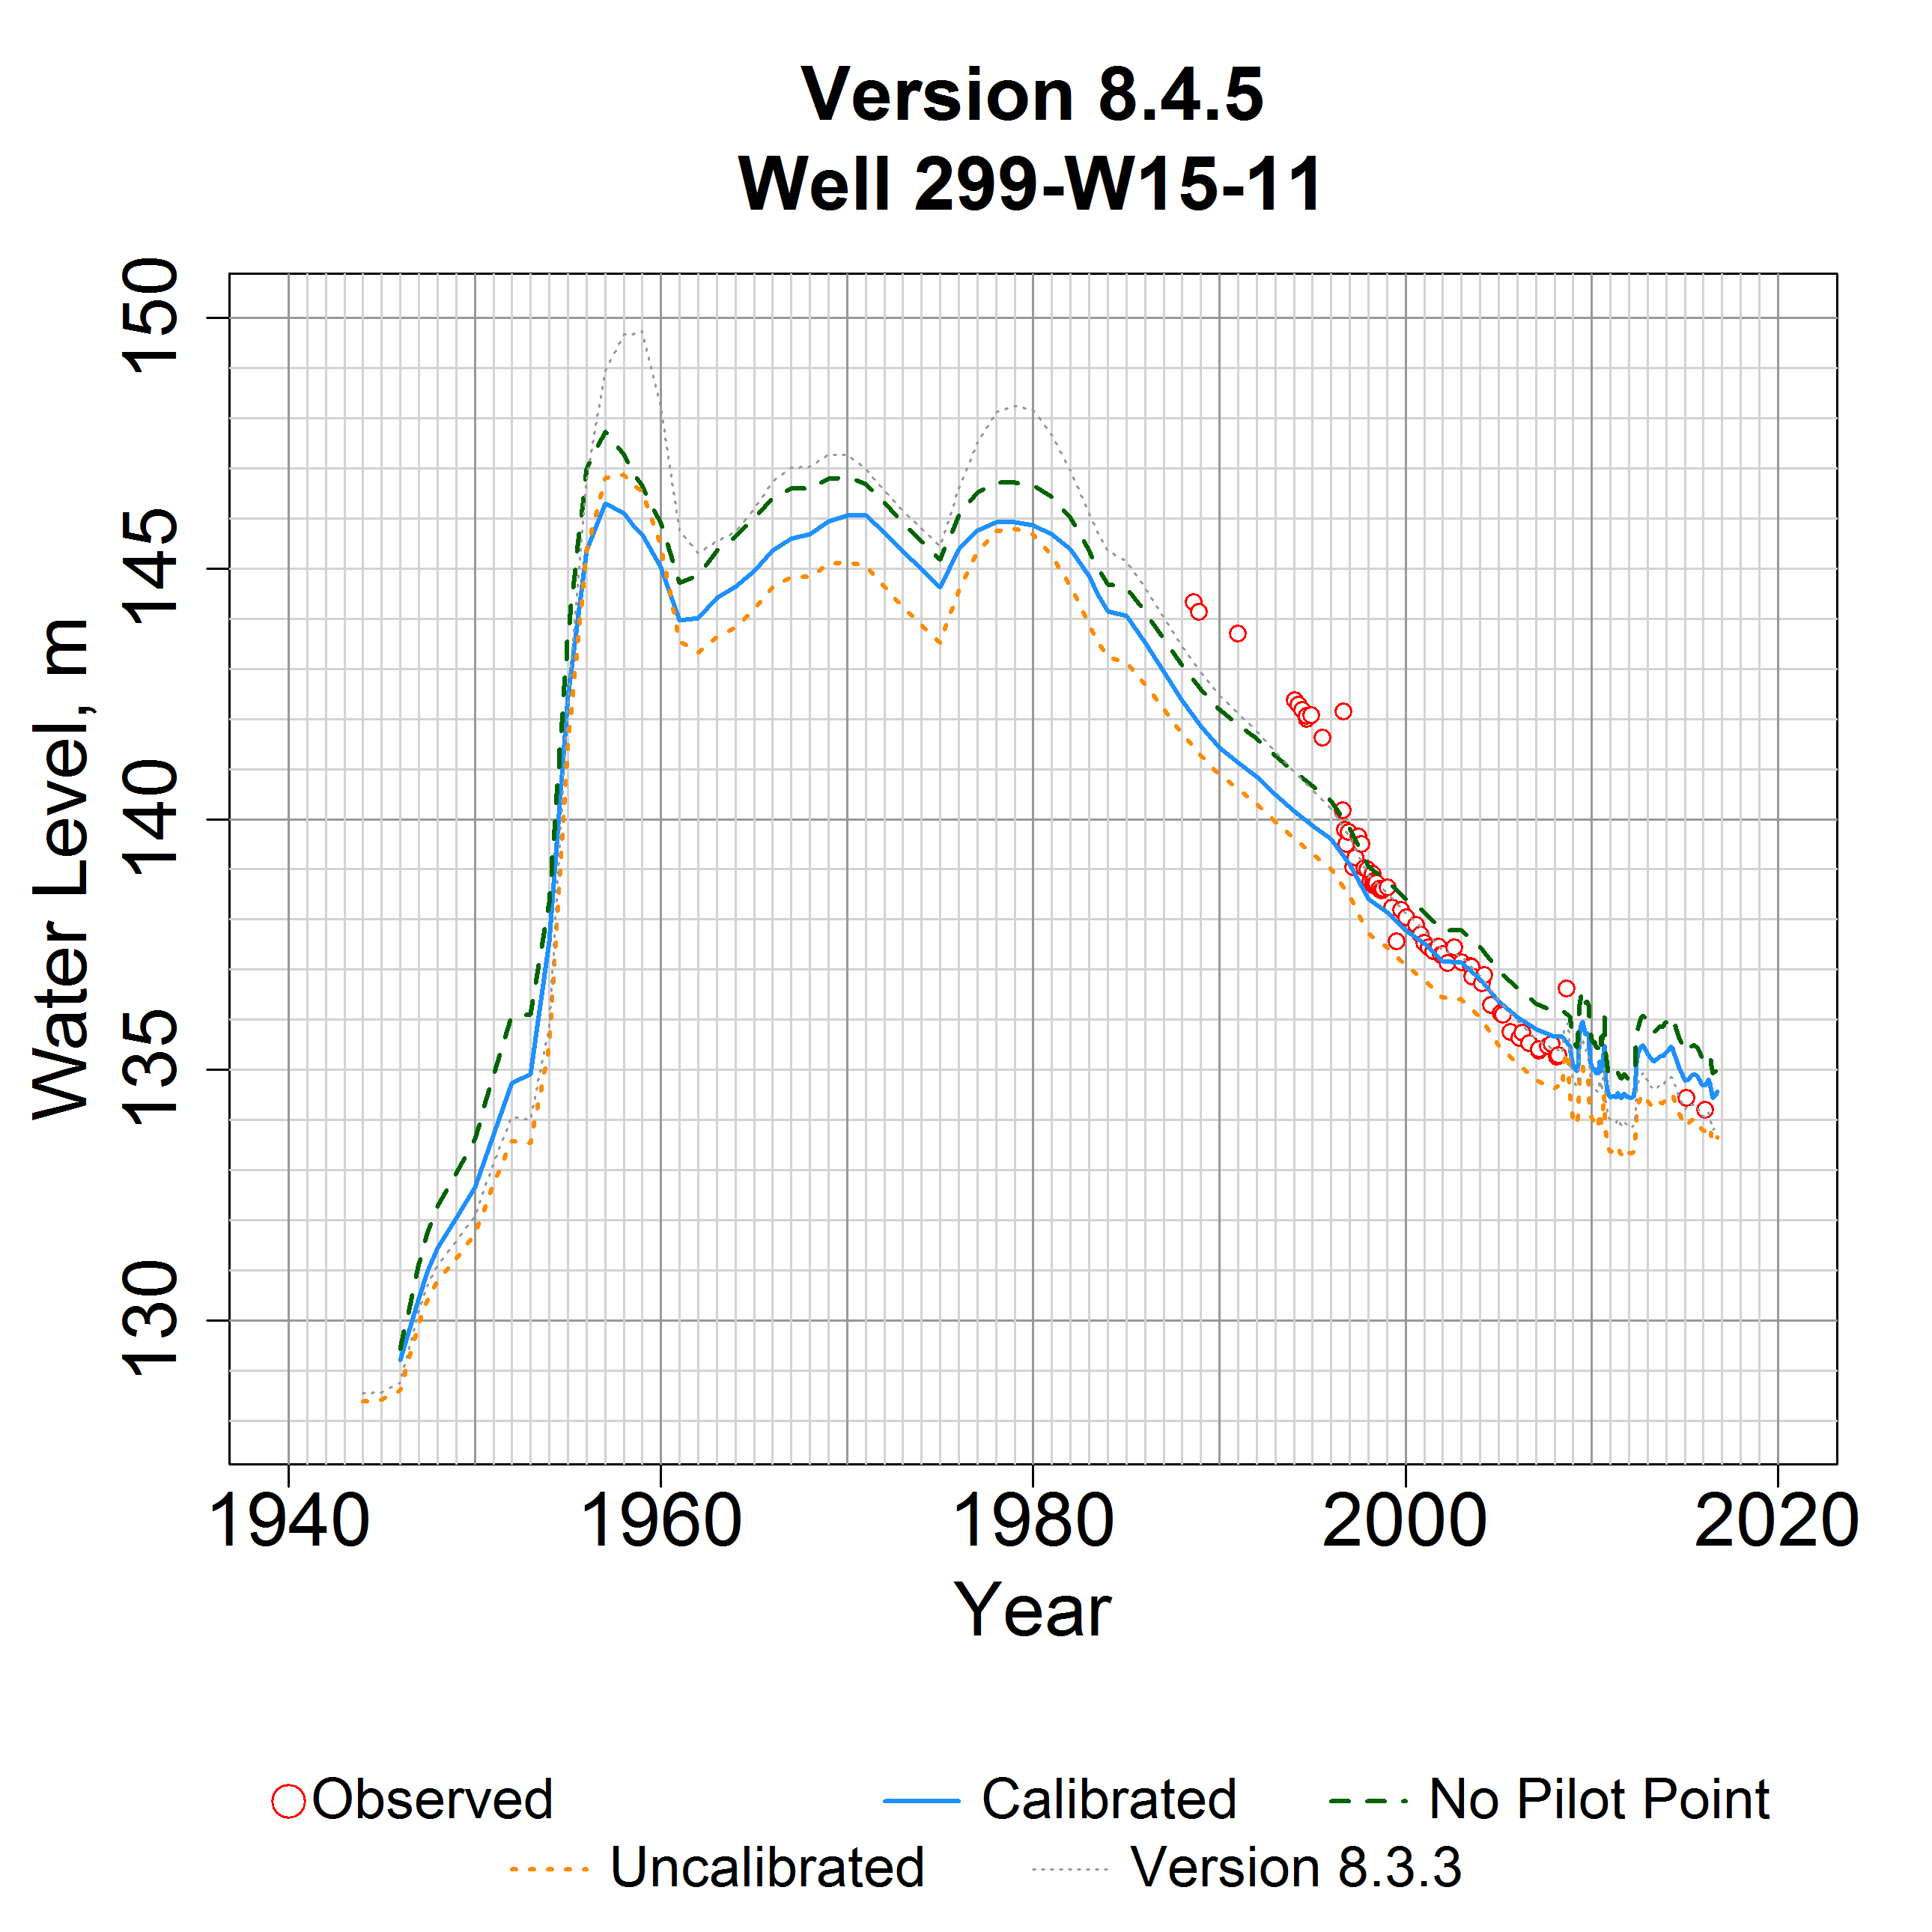 Version 8.4.5
Well 299-W15-11
Water Level, m
150
145
140
135
130
1940 1960 1980 2000 2020
Year
Observed Calibrated No Pilot Point
Uncalibrated Version 8.3.3